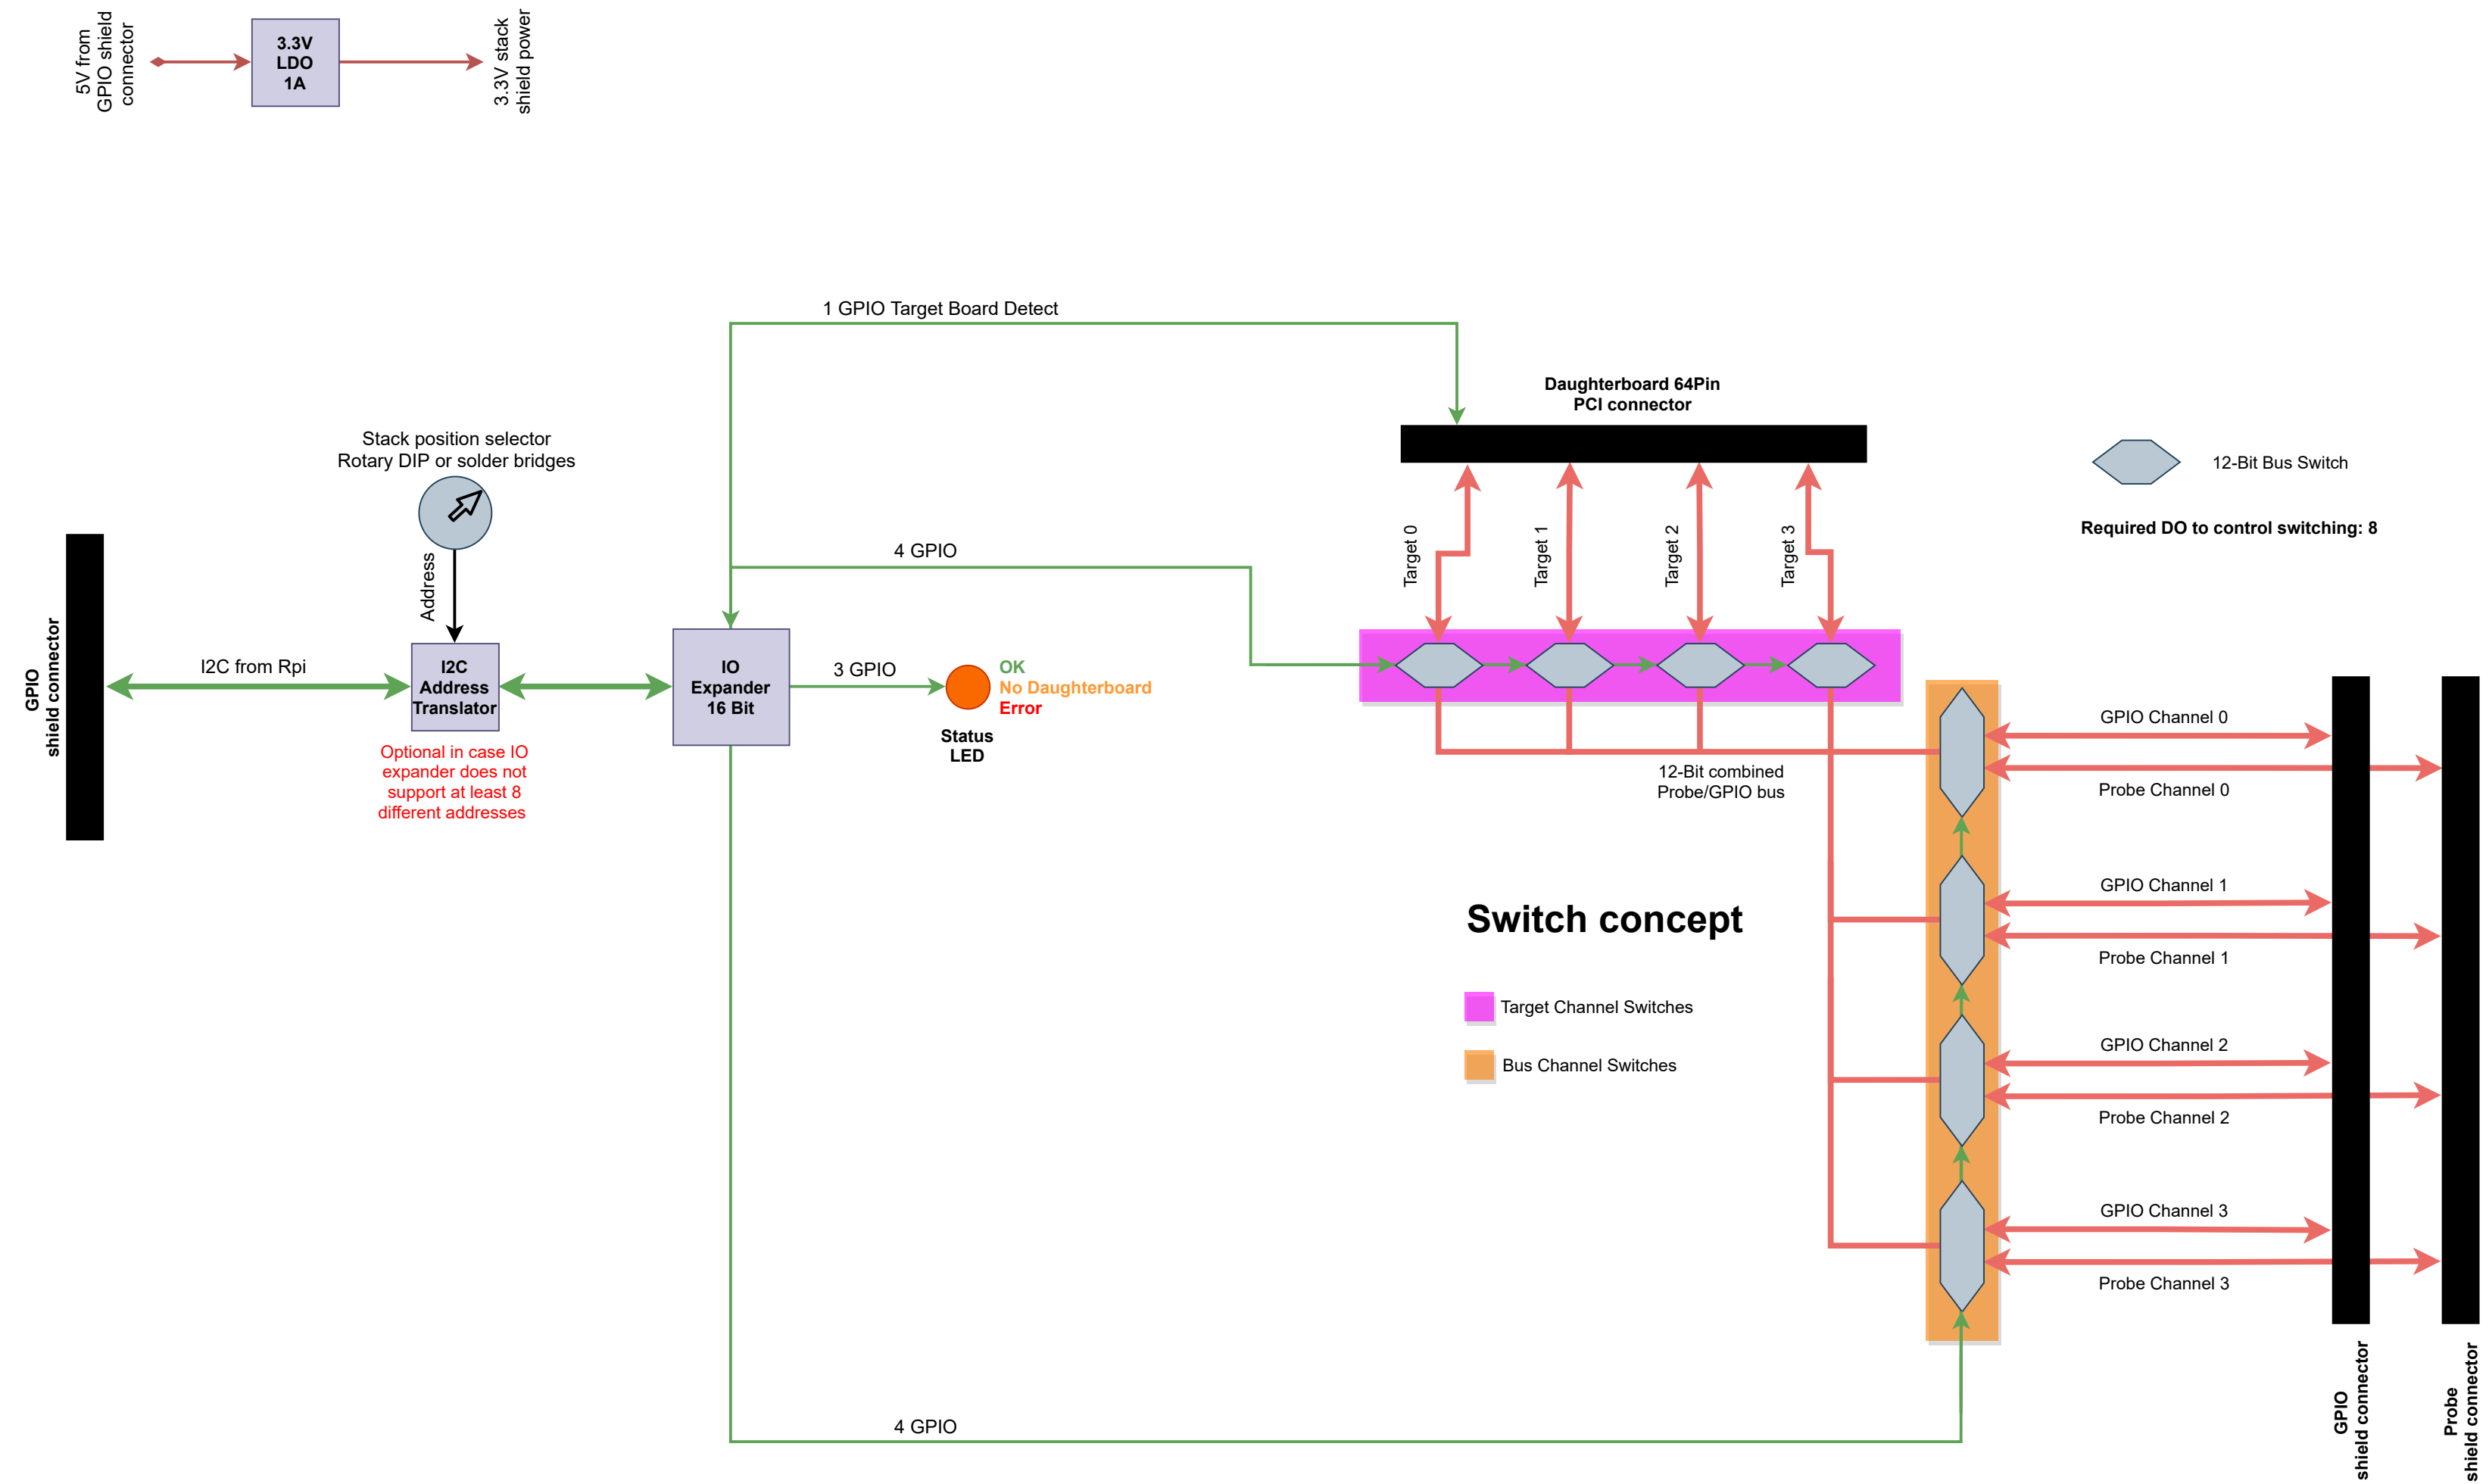 5V from
GPIO shield
connector
3.3V
LDO
1A
3.3V stack
shield power
1 GPIO Target Board Detect
Daughterboard 64Pin
PCI connector
Stack position selector
Rotary DIP or solder bridges
12-Bit Bus Switch
Required DO to control switching: 8
Target 0
Target 1
Target 2
Target 3
4 GPIO
Address
GPIO
shield connector
I2C from Rpi
I2C
Address
Translator
Optional in case IO
expander does not
support at least 8
different addresses
IO
Expander
16 Bit
3 GPIO
OK
No Daughterboard
Error
Status
LED
12-Bit combined
Probe/GPIO bus
GPIO Channel 0
Probe Channel 0
GPIO Channel 1
Probe Channel 1
Switch concept
Target Channel Switches
Bus Channel Switches
GPIO Channel 2
Probe Channel 2
GPIO Channel 3
Probe Channel 3
4 GPIO
GPIO
shield connector
Probe
shield connector